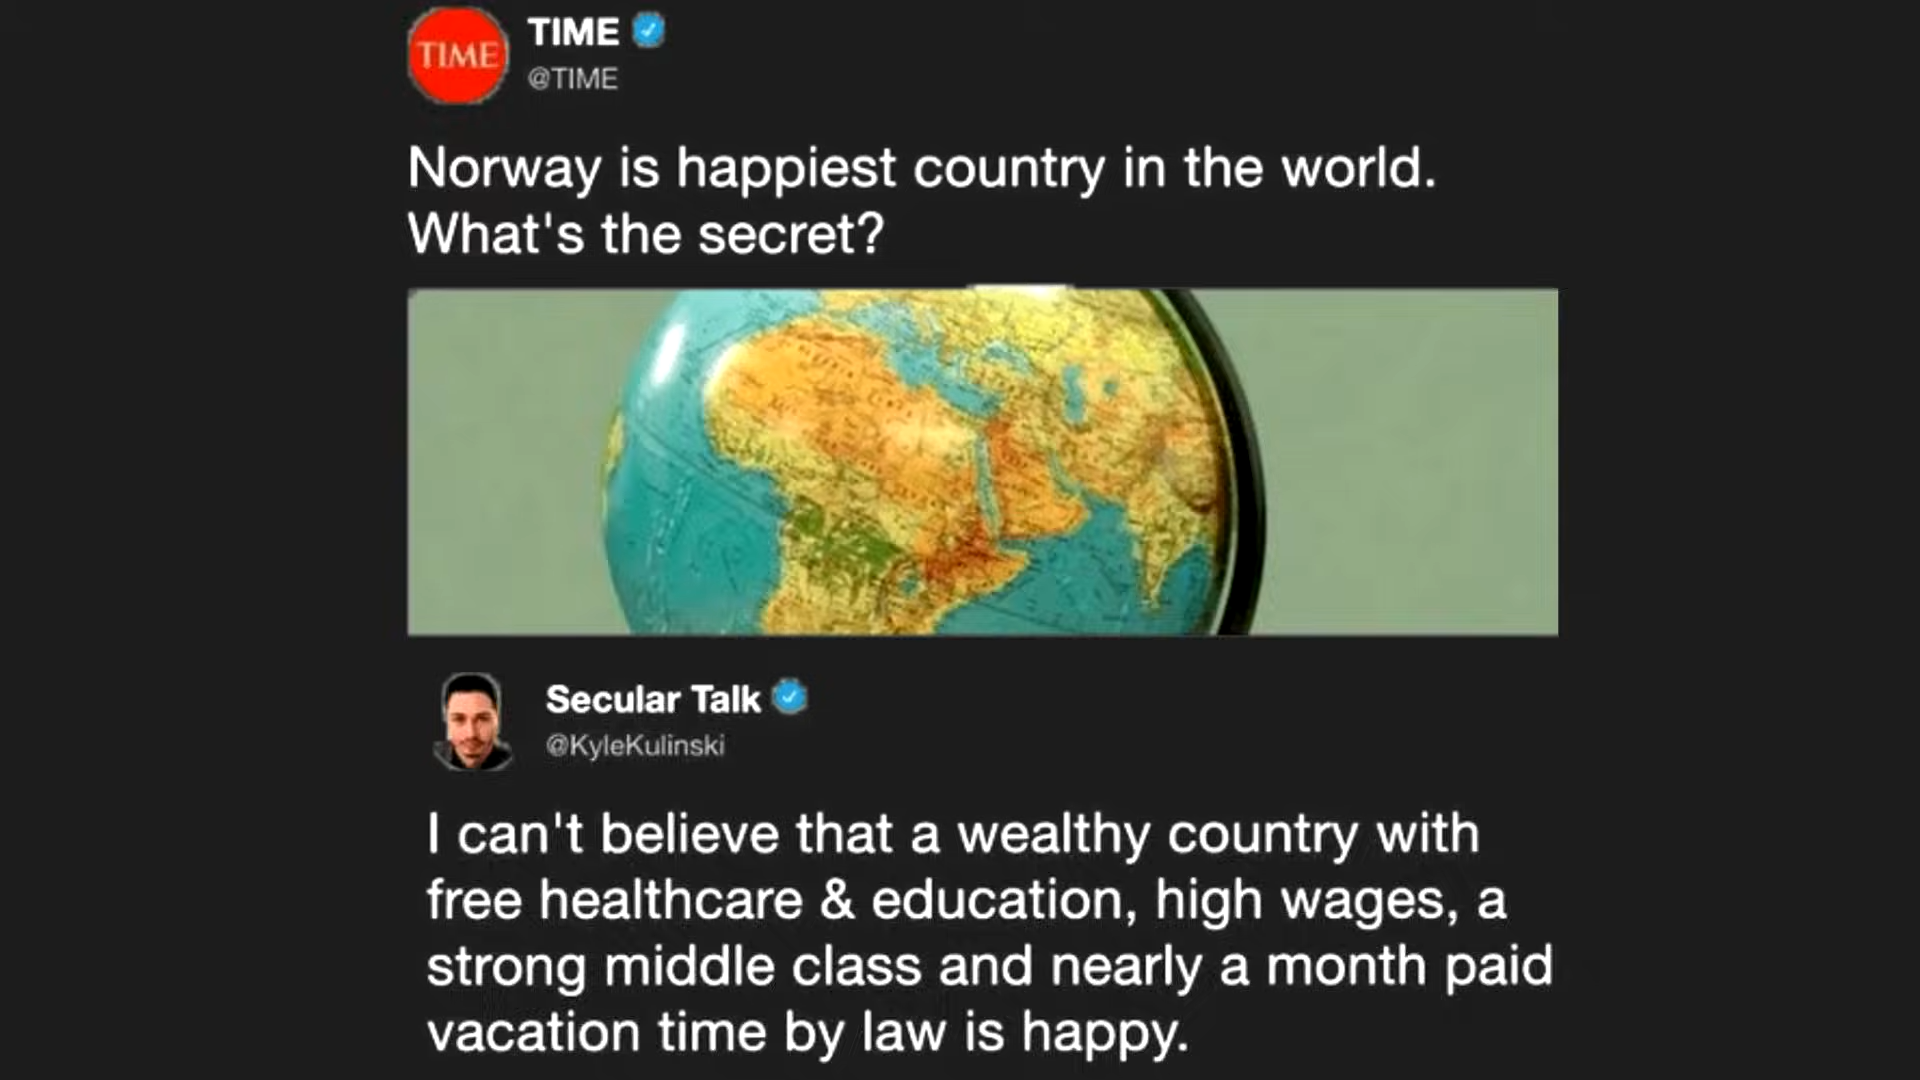 TIME
TIME
@TIME
Norway is happiest country in the world.
What's the secret?
Secular Talk
@KyleKulinski
I can't believe that a wealthy country with
free healthcare & education, high wages, a
strong middle class and nearly a month paid
vacation time by law is happy.